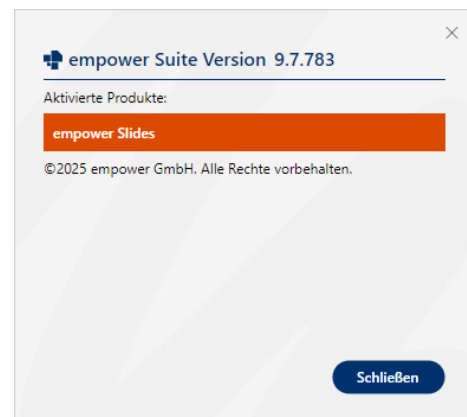 empower Suite Version 9.7.783
Aktivierte Produkte:
empower Slides
©2025 empower GmbH. Alle Rechte vorbehalten.
Schließen